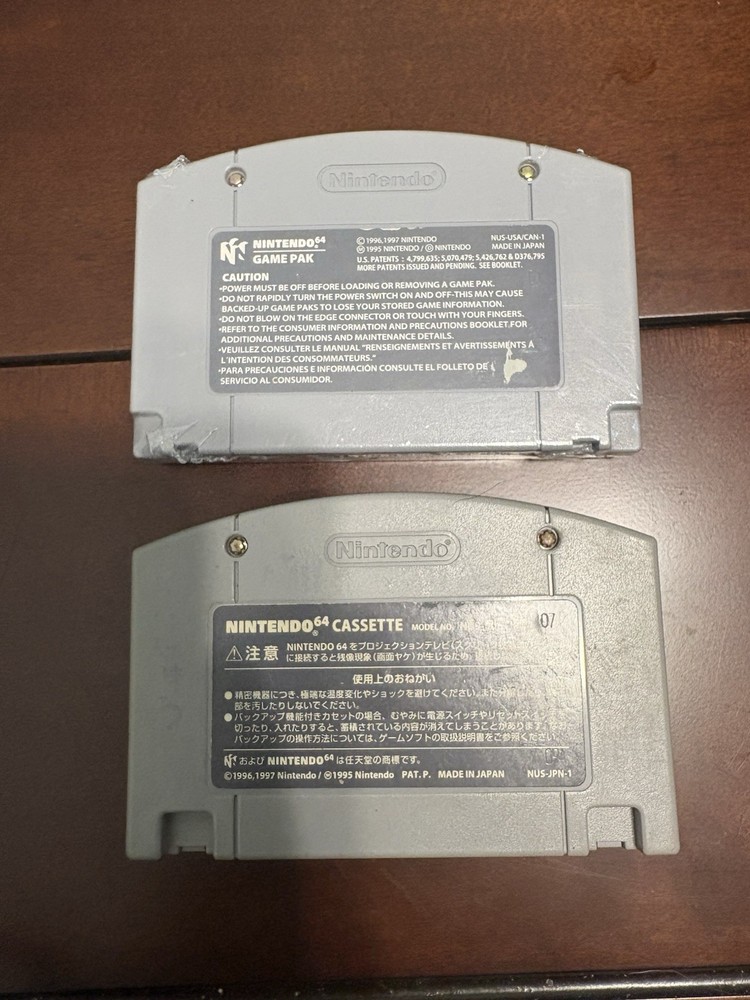 Nintendo
NINTENDO 64
GAME PAK
© 1996,1997 NINTENDO
Ⓜ 1995 NINTENDO / Ⓓ NINTENDO
NUS-USA/CAN-1
MADE IN JAPAN
U.S. PATENTS : 4,799,635; 5,070,479; 5,426,762 & D376,795
MORE PATENTS ISSUED AND PENDING. SEE BOOKLET.
CAUTION
•POWER MUST BE OFF BEFORE LOADING OR REMOVING A GAME PAK.
•DO NOT RAPIDLY TURN THE POWER SWITCH ON AND OFF-THIS MAY CAUSE
BACKED-UP GAME PAKS TO LOSE YOUR STORED GAME INFORMATION.
•DO NOT BLOW ON THE EDGE CONNECTOR OR TOUCH WITH YOUR FINGERS.
•REFER TO THE CONSUMER INFORMATION AND PRECAUTIONS BOOKLET.FOR
ADDITIONAL PRECAUTIONS AND MAINTENANCE DETAILS.
•VEUILLEZ CONSULTER LE MANUAL "RENSEIGNEMENTS ET AVERTISSEMENTS À
L'INTENTION DES CONSOMMATEURS."
•PARA PRECAUCIONES E INFORMACIÓN CONSULTE EL FOLLETO DE
SERVICIO AL CONSUMIDOR.
Nintendo®
NINTENDO64® CASSETTE MODEL NO. 07
⚠注意 NINTENDO 64 をプロジェクションテレビ
に接続すると残像現象(画面ヤケ)が生じるため、
使用上のおねがい
●精密機器につき、極端な温度変化やショックを避けてください。また
部を汚したりしないでください。
●バックアップ機能付きカセットの場合、むやみに電源スイッチやリセット
切ったり、入れたりすると、蓄積されている内容が消えてしまうことがあります。
バックアップの操作方法については、ゲームソフトの取扱説明書をご参照ください。
および NINTENDO64 は任天堂の商標です。
©1996,1997 Nintendo / Ⓜ1995 Nintendo PAT. P. MADE IN JAPAN NUS-JPN-1